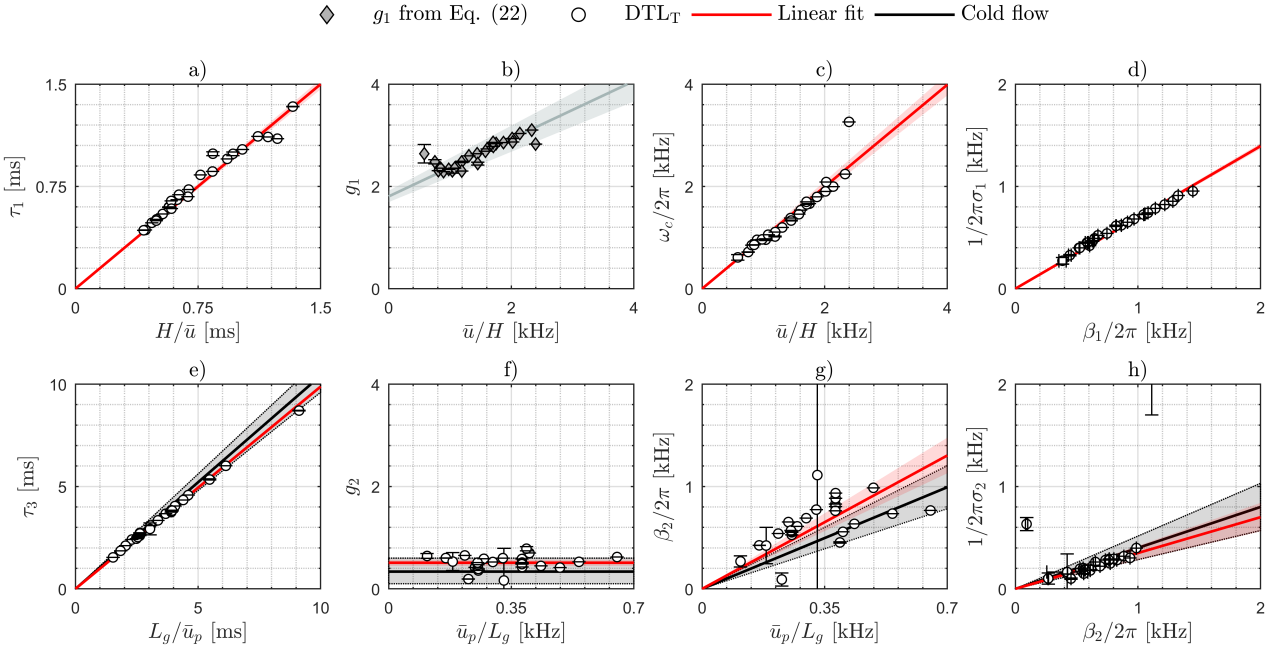 g₁ from Eq. (22) DTL_T Linear fit Cold flow
a) b) c) d)
1.5 4 4 2
τ₁ [ms] 0.75 g₁ 2 ω_c/2π [kHz] 2 1/2πσ₁ [kHz] 1
0 0 0 0
0 0.75 1.5 0 2 4 0 2 4 0 1 2
H/ū [ms] ū/H [kHz] ū/H [kHz] β₁/2π [kHz]
e) f) g) h)
10 4 2 2
τ₃ [ms] 5 g₂ 2 β₂/2π [kHz] 1 1/2πσ₂ [kHz] 1
0 0 0 0
0 5 10 0 0.35 0.7 0 0.35 0.7 0 1 2
L_g/ū_p [ms] ū_p/L_g [kHz] ū_p/L_g [kHz] β₂/2π [kHz]